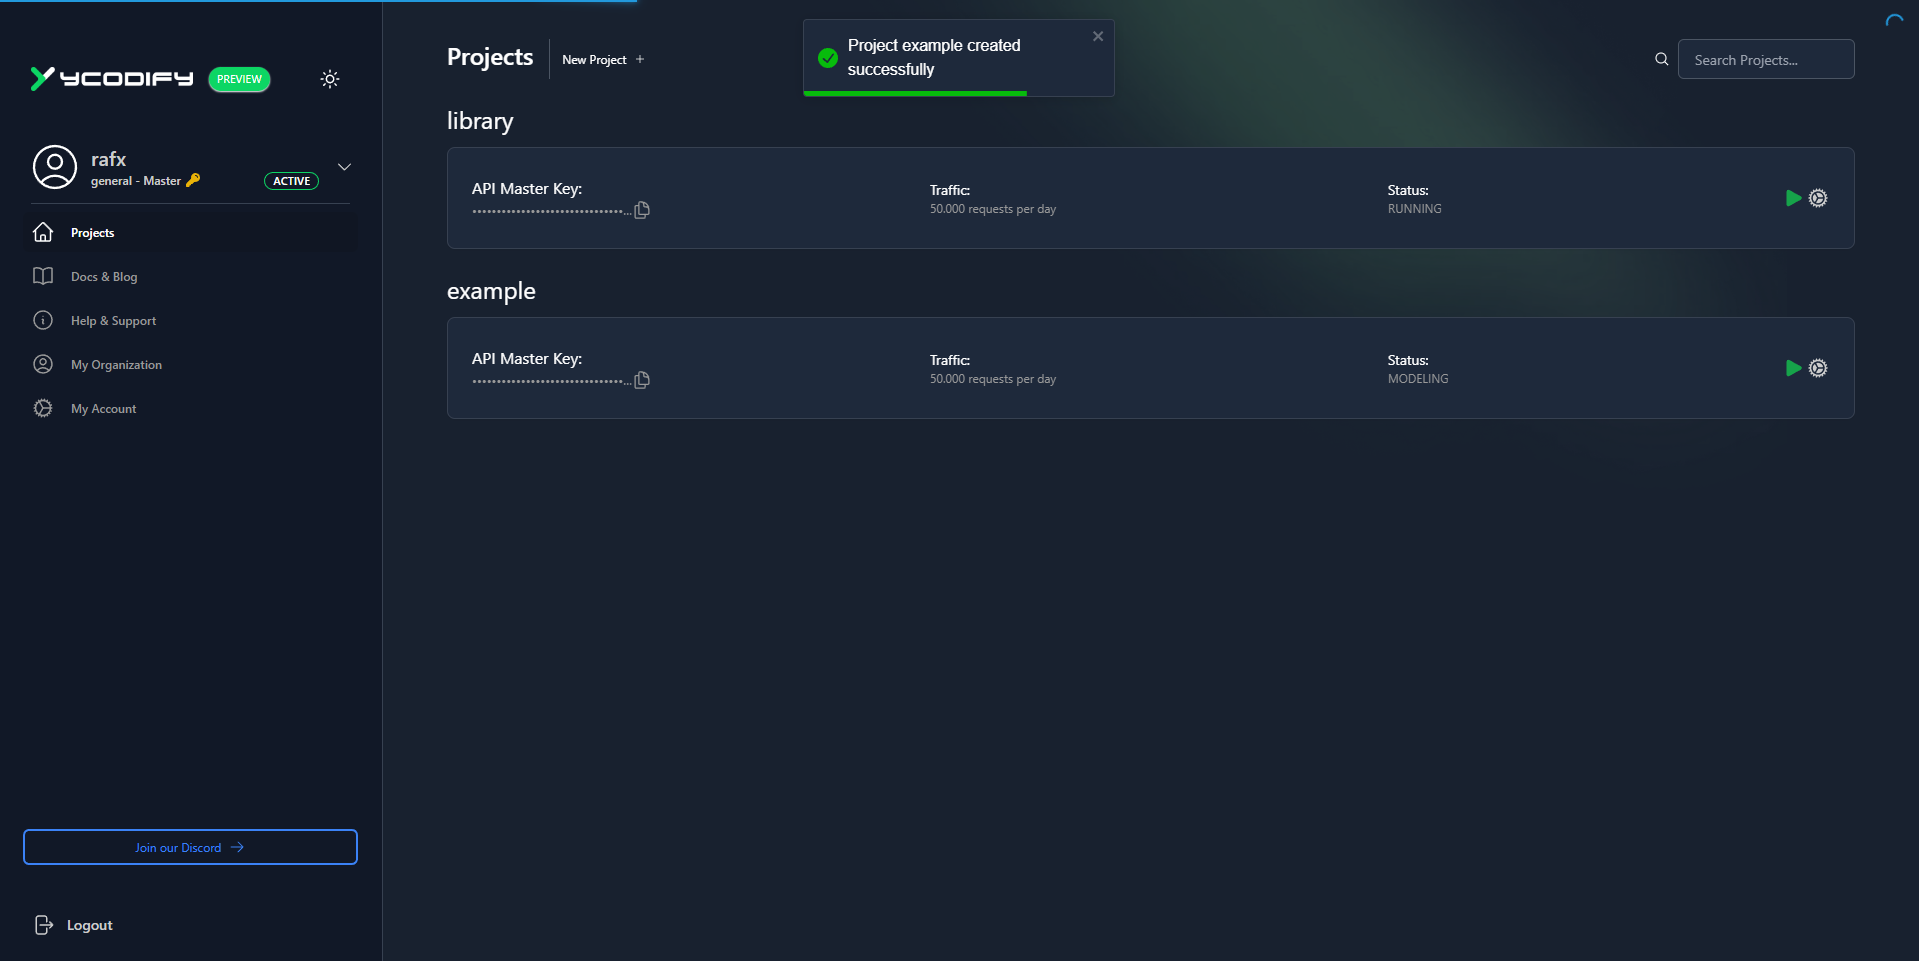 YCODIFY
PREVIEW
rafx
general - Master
ACTIVE
Projects
Docs & Blog
Help & Support
My Organization
My Account
Join our Discord
Logout
Projects
New Project +
Project example created
successfully
Search Projects...
library
API Master Key:
••••••••••••••••••••••••••••••••...
Traffic:
50.000 requests per day
Status:
RUNNING
example
API Master Key:
••••••••••••••••••••••••••••••••...
Traffic:
50.000 requests per day
Status:
MODELING